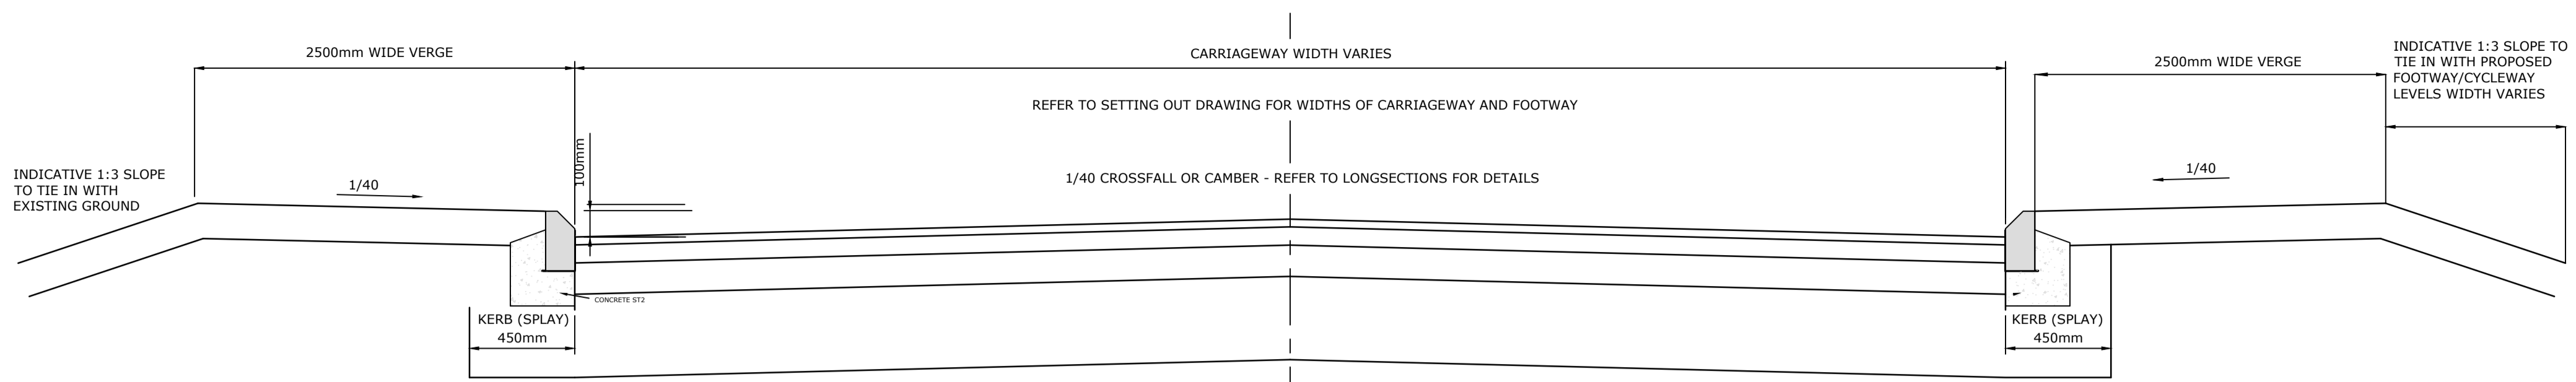 2500mm WIDE VERGE
CARRIAGEWAY WIDTH VARIES
2500mm WIDE VERGE
INDICATIVE 1:3 SLOPE TO
TIE IN WITH PROPOSED
FOOTWAY/CYCLEWAY
LEVELS WIDTH VARIES
REFER TO SETTING OUT DRAWING FOR WIDTHS OF CARRIAGEWAY AND FOOTWAY
100mm
INDICATIVE 1:3 SLOPE
TO TIE IN WITH
EXISTING GROUND
1/40
1/40 CROSSFALL OR CAMBER - REFER TO LONGSECTIONS FOR DETAILS
1/40
CONCRETE ST2
KERB (SPLAY)
450mm
KERB (SPLAY)
450mm